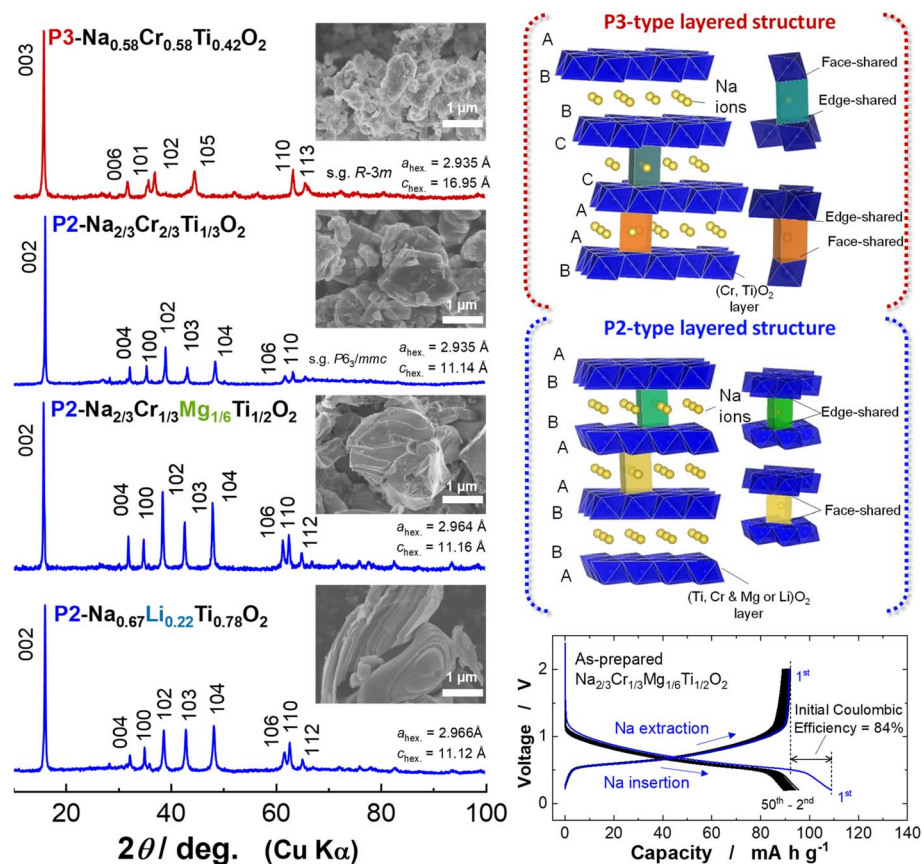 P3-Na0.58Cr0.58Ti0.42O2
003
006
101
102
105
110
113
1 μm
s.g. R-3m
ahex. = 2.935 Å
chex. = 16.95 Å
P2-Na2/3Cr2/3Ti1/3O2
002
004
100
102
103
104
106
110
1 μm
s.g. P63/mmc
ahex. = 2.935 Å
chex. = 11.14 Å
P2-Na2/3Cr1/3Mg1/6Ti1/2O2
002
004
100
102
103
104
106
110
112
1 μm
ahex. = 2.964 Å
chex. = 11.16 Å
P2-Na0.67Li0.22Ti0.78O2
002
004
100
102
103
104
106
110
112
1 μm
ahex. = 2.966Å
chex. = 11.12 Å
20 40 60 80 100
2θ / deg. (Cu Kα)
P3-type layered structure
A
B
B
C
C
A
A
B
Na
ions
Face-shared
Edge-shared
Edge-shared
Face-shared
(Cr, Ti)O2
layer
P2-type layered structure
A
B
B
A
A
B
B
A
Na
ions
Edge-shared
Face-shared
(Ti, Cr & Mg or Li)O2
layer
Voltage / V
2
1
0
As-prepared
Na2/3Cr1/3Mg1/6Ti1/2O2
1st
Initial Coulombic
Efficiency = 84%
Na extraction
Na insertion
50th - 2nd
1st
0 20 40 60 80 100 120 140
Capacity / mA h g-1